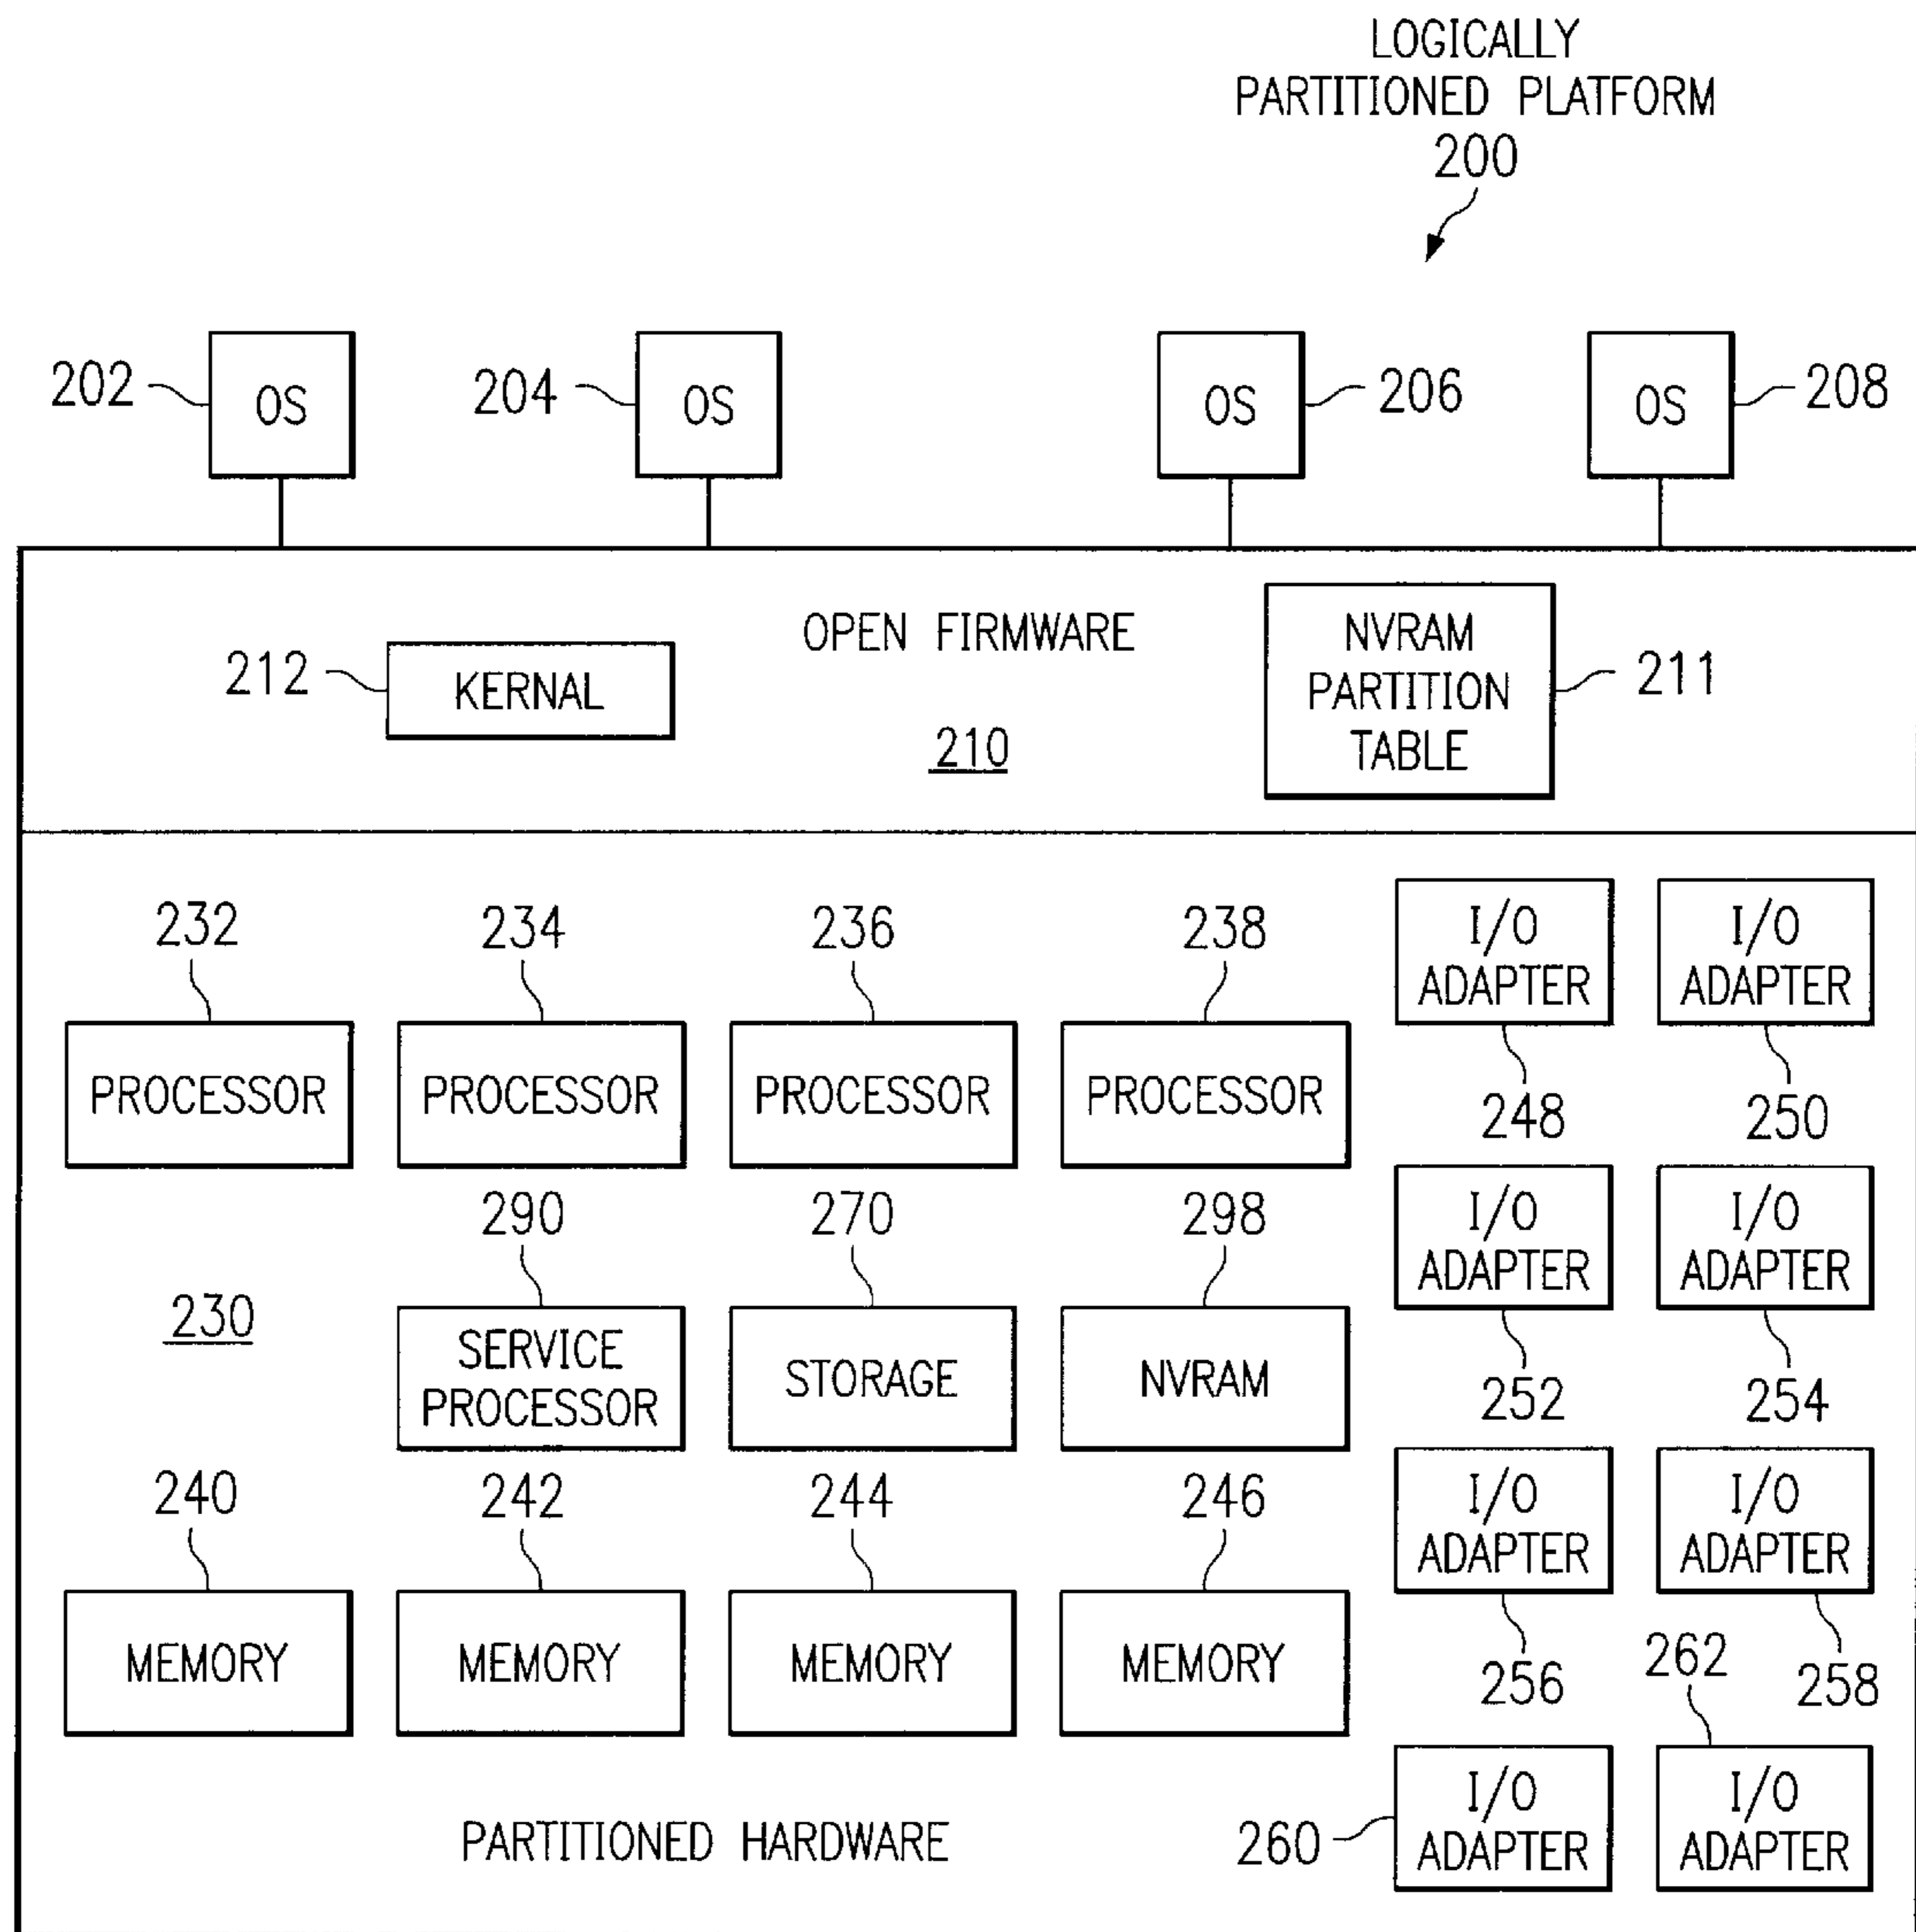 LOGICALLY
PARTITIONED PLATFORM
200
202
OS
204
OS
OS
206
OS
208
212
KERNAL
OPEN FIRMWARE
210
NVRAM
PARTITION
TABLE
211
232
234
236
238
PROCESSOR
PROCESSOR
PROCESSOR
PROCESSOR
I/O
ADAPTER
248
I/O
ADAPTER
250
230
290
SERVICE
PROCESSOR
270
STORAGE
298
NVRAM
I/O
ADAPTER
252
I/O
ADAPTER
254
240
242
244
246
MEMORY
MEMORY
MEMORY
MEMORY
I/O
ADAPTER
256
I/O
ADAPTER
258
PARTITIONED HARDWARE
260
I/O
ADAPTER
262
I/O
ADAPTER